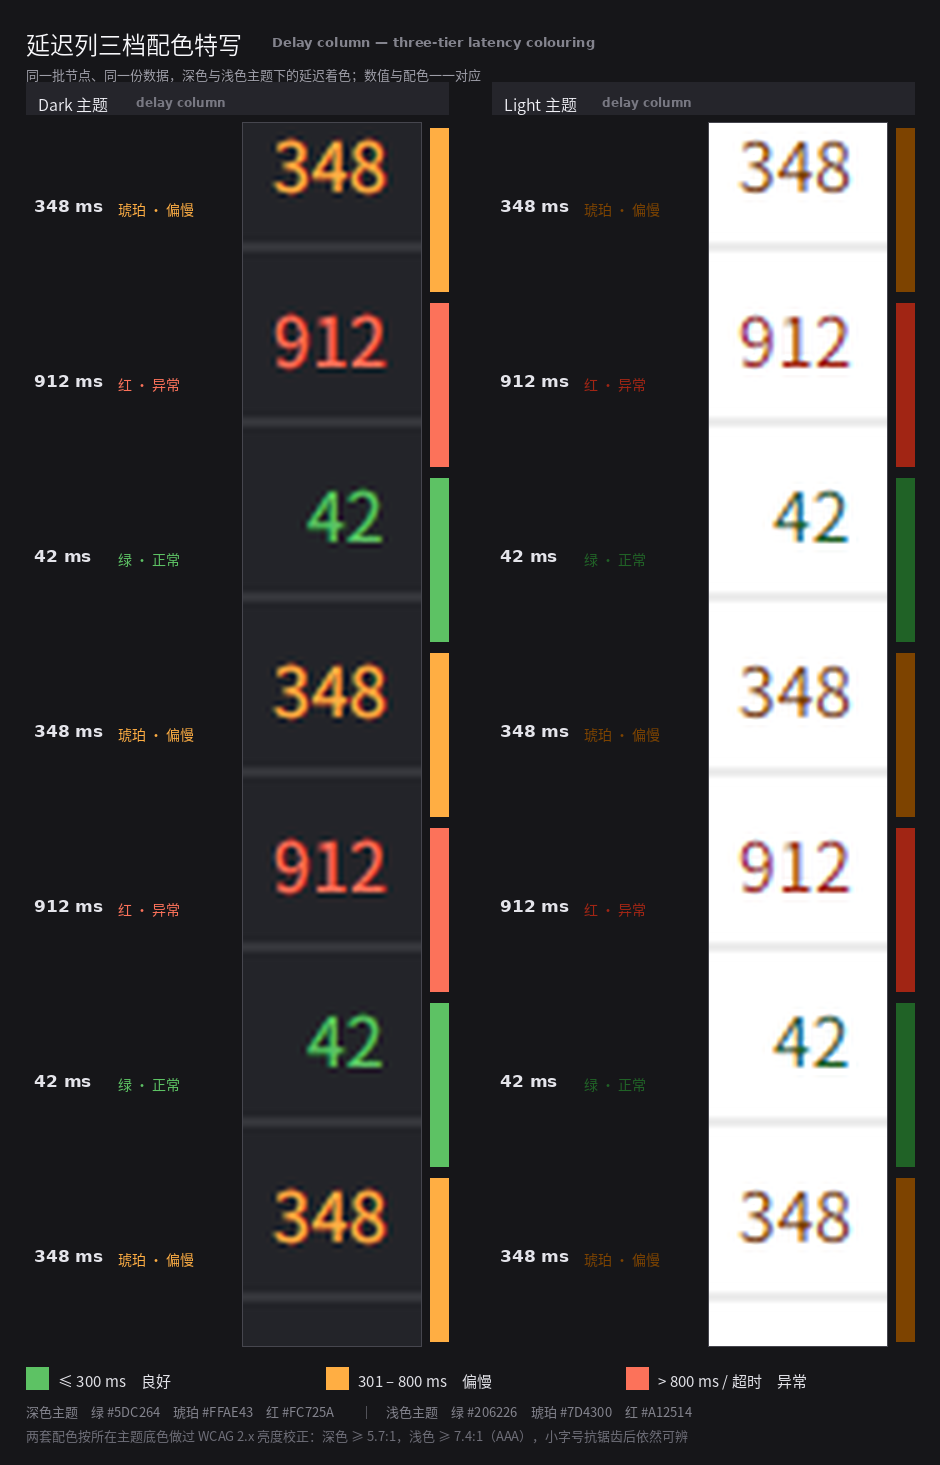 延迟列三档配色特写 Delay column — three-tier latency colouring
同一批节点、同一份数据，深色与浅色主题下的延迟着色；数值与配色一一对应
Dark 主题 delay column
348 ms 琥珀 · 偏慢 348
912 ms 红 · 异常 912
42 ms 绿 · 正常 42
348 ms 琥珀 · 偏慢 348
912 ms 红 · 异常 912
42 ms 绿 · 正常 42
348 ms 琥珀 · 偏慢 348
Light 主题 delay column
348 ms 琥珀 · 偏慢 348
912 ms 红 · 异常 912
42 ms 绿 · 正常 42
348 ms 琥珀 · 偏慢 348
912 ms 红 · 异常 912
42 ms 绿 · 正常 42
348 ms 琥珀 · 偏慢 348
≤ 300 ms 良好 301 – 800 ms 偏慢 > 800 ms / 超时 异常
深色主题 绿 #5DC264 琥珀 #FFAE43 红 #FC725A ｜ 浅色主题 绿 #206226 琥珀 #7D4300 红 #A12514
两套配色按所在主题底色做过 WCAG 2.x 亮度校正：深色 ≥ 5.7:1，浅色 ≥ 7.4:1（AAA），小字号抗锯齿后依然可辨